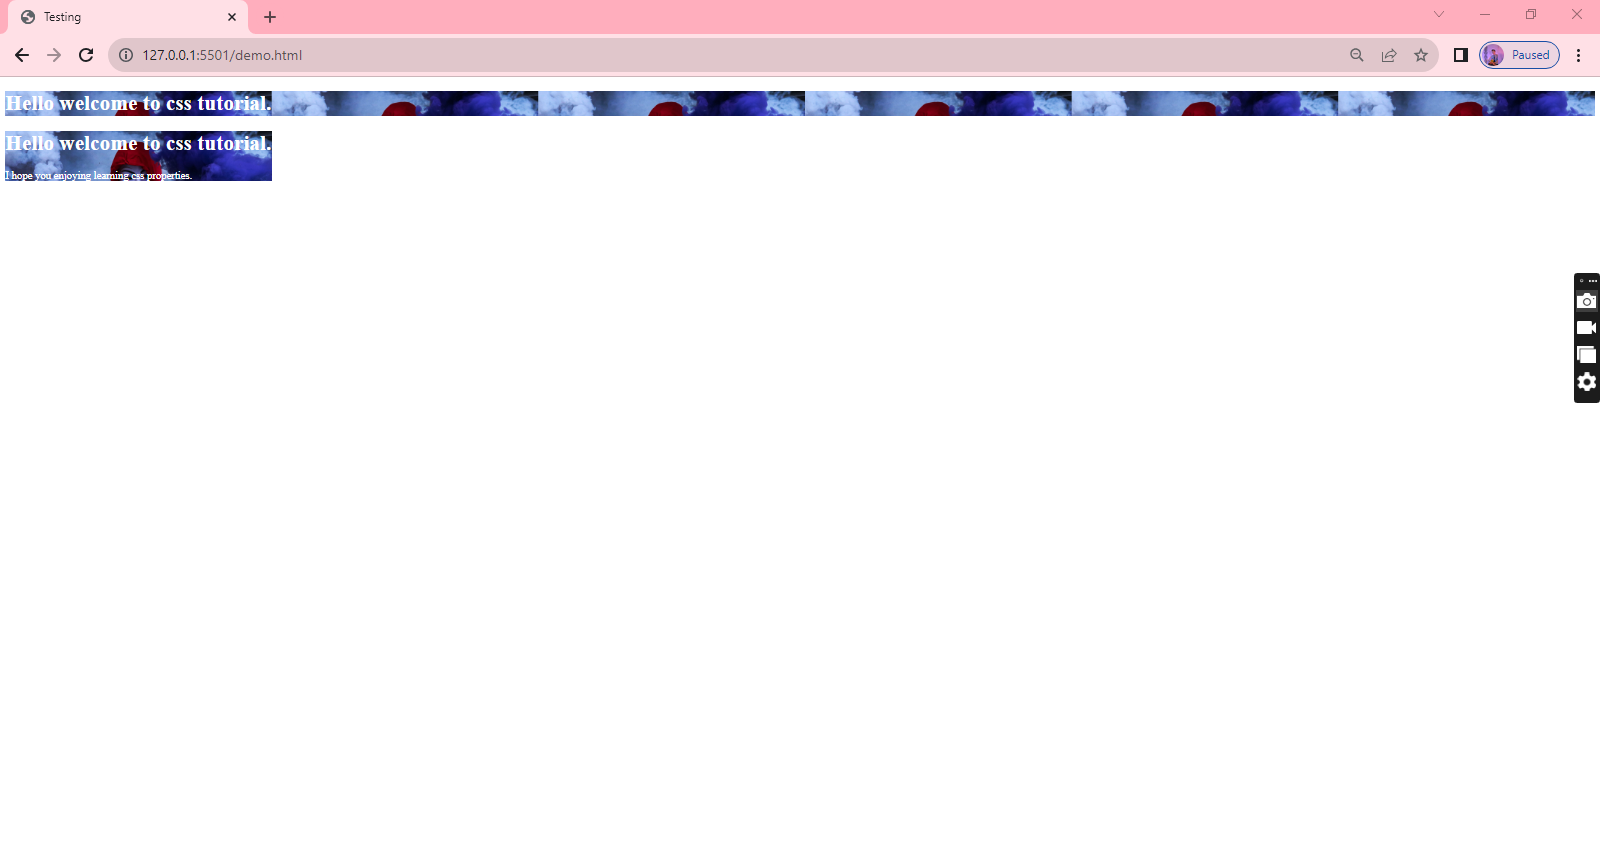 Testing
127.0.0.1:5501/demo.html
Paused
Hello welcome to css tutorial.
Hello welcome to css tutorial.
I hope you enjoying learning css properties.